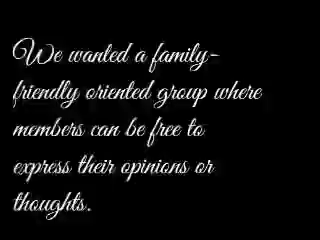 We wanted a family-
friendly oriented group where
members can be free to
express their opinions or
thoughts.